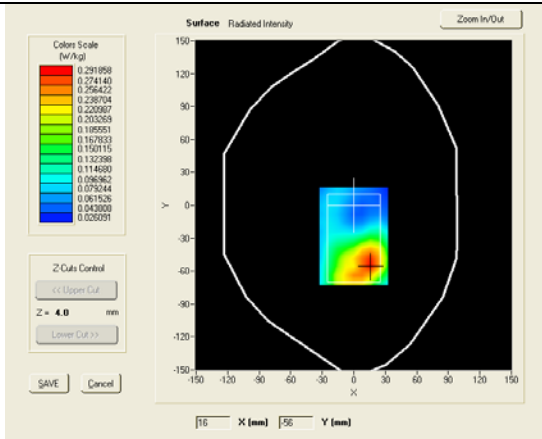 Surface Radiated Intensity
Zoom In/Out
Colors Scale
(W/kg)
0.291858
0.274140
0.256422
0.238704
0.220987
0.203269
0.185551
0.167833
0.150115
0.132398
0.114680
0.096962
0.079244
0.061526
0.043808
0.026091
Z-Cuts Control
<< Upper Cut
Z = 4.0 mm
Lower Cut >>
SAVE Cancel
150-
120-
90-
60-
30-
0-
-30-
-60-
-90-
-120-
-150-
Y
-150 -120 -90 -60 -30 0 30 60 90 120 150
X
16 X (mm) -56 Y (mm)